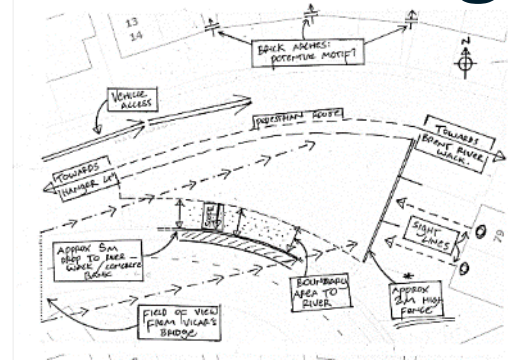 13
14
BRICK ARCHES:
POTENTIAL MOTIF?
N
VEHICLE
ACCESS
PEDESTRIAN ROUTE
TOWARDS
BRENT RIVER
WALK.
TOWARDS
HANGER LN
STEPS
SIGHT
LINES
79
APPROX 5M
DROP TO RIVER
WALK/CONCRETE
BOUNDARY
AREA TO
RIVER
*
APPROX
2M HIGH
FENCE
FIELD OF VIEW
FROM VICAR'S
BRIDGE